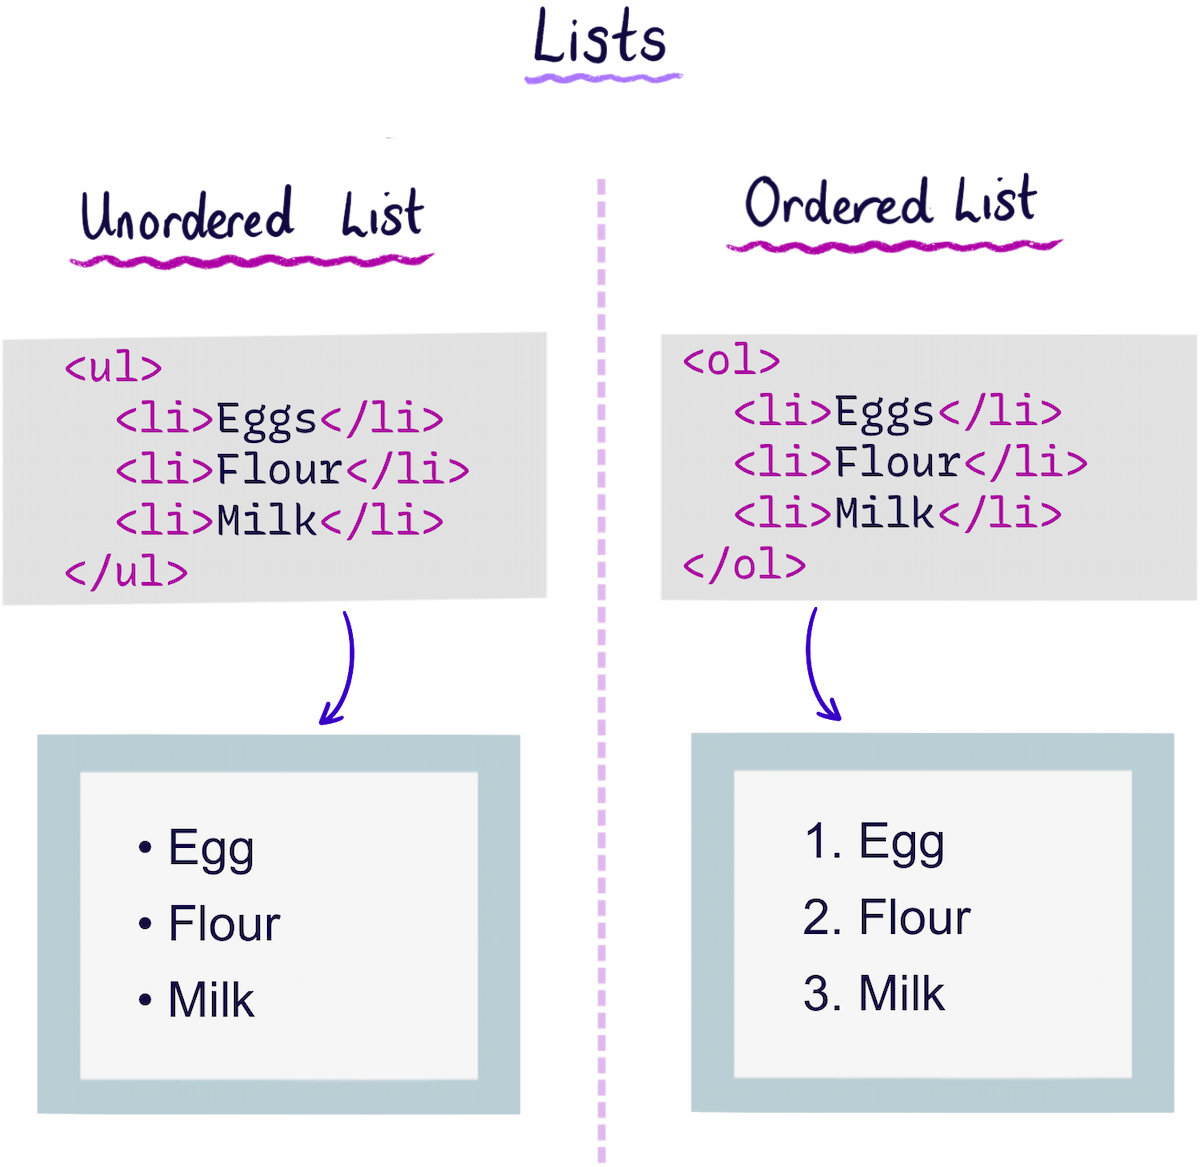 Lists
Unordered List
<ul>
  <li>Eggs</li>
  <li>Flour</li>
  <li>Milk</li>
</ul>
• Egg
• Flour
• Milk
Ordered List
<ol>
  <li>Eggs</li>
  <li>Flour</li>
  <li>Milk</li>
</ol>
1. Egg
2. Flour
3. Milk